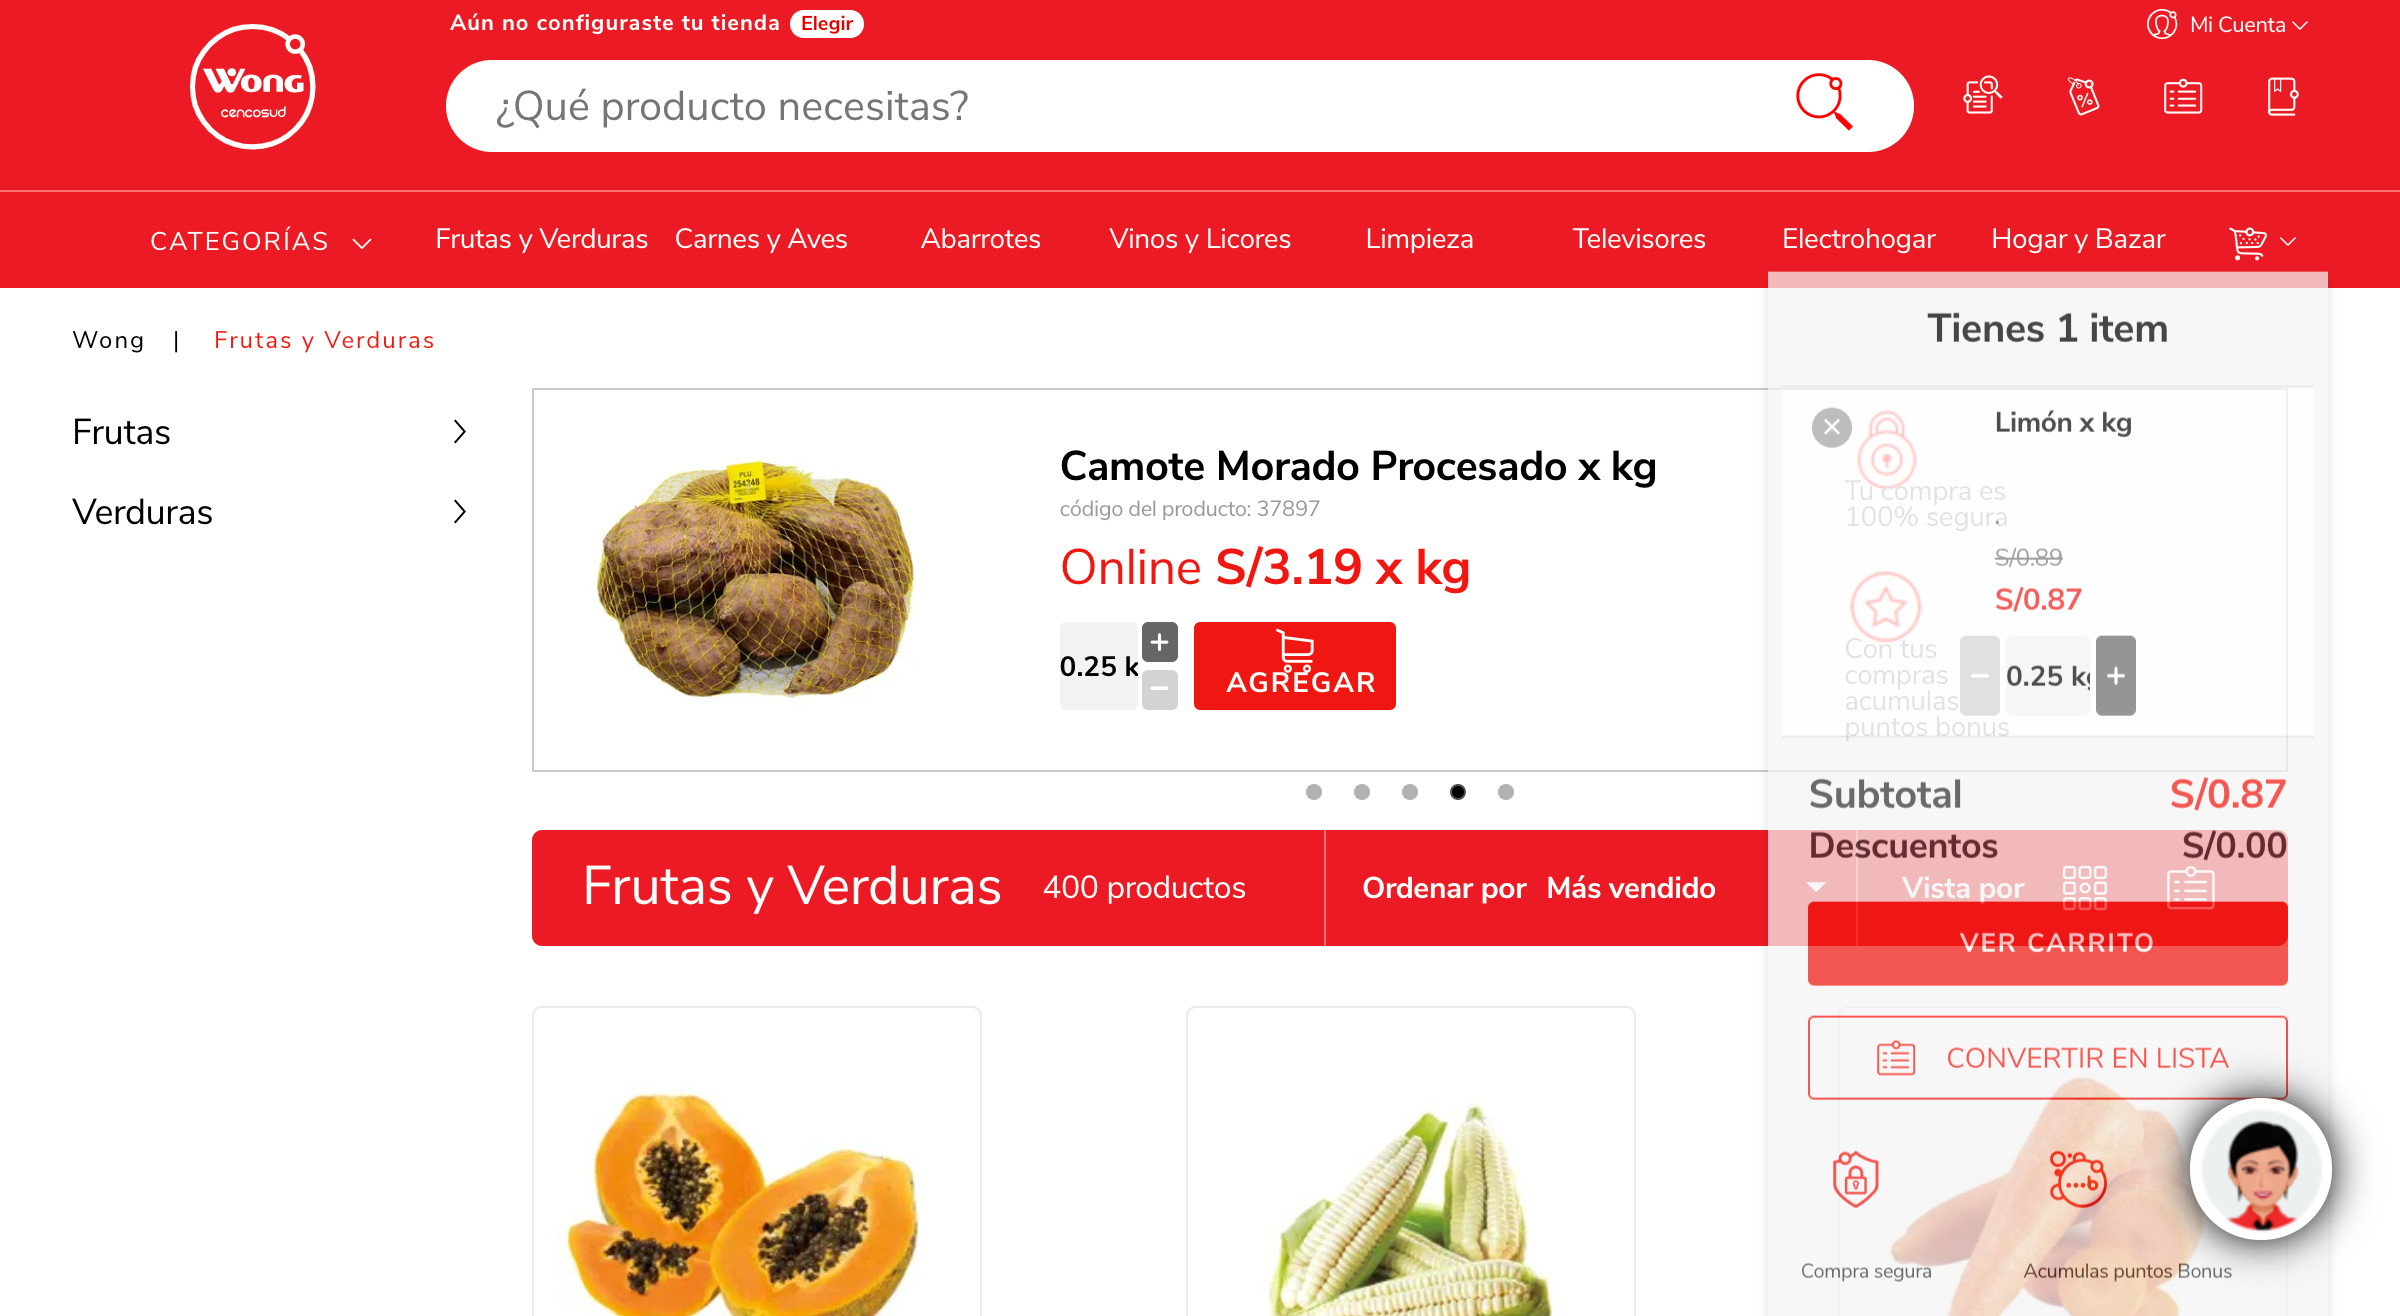 Aún no configuraste tu tienda Elegir
Mi Cuenta
Wong
cencosud
¿Qué producto necesitas?
CATEGORÍAS
Frutas y Verduras
Carnes y Aves
Abarrotes
Vinos y Licores
Limpieza
Televisores
Electrohogar
Hogar y Bazar
Wong | Frutas y Verduras
Frutas
Verduras
PLU
254248
Camote Morado Procesado x kg
código del producto: 37897
Online S/3.19 x kg
0.25 k
+
−
AGREGAR
Tienes 1 item
Limón x kg
Tu compra es
100% segura
.
S/0.89
S/0.87
Con tus
compras
acumulas
puntos bonus
−
0.25 kg
+
Subtotal S/0.87
Descuentos S/0.00
Frutas y Verduras 400 productos
Ordenar por Más vendido
Vista por
VER CARRITO
CONVERTIR EN LISTA
...b
Compra segura
Acumulas puntos Bonus